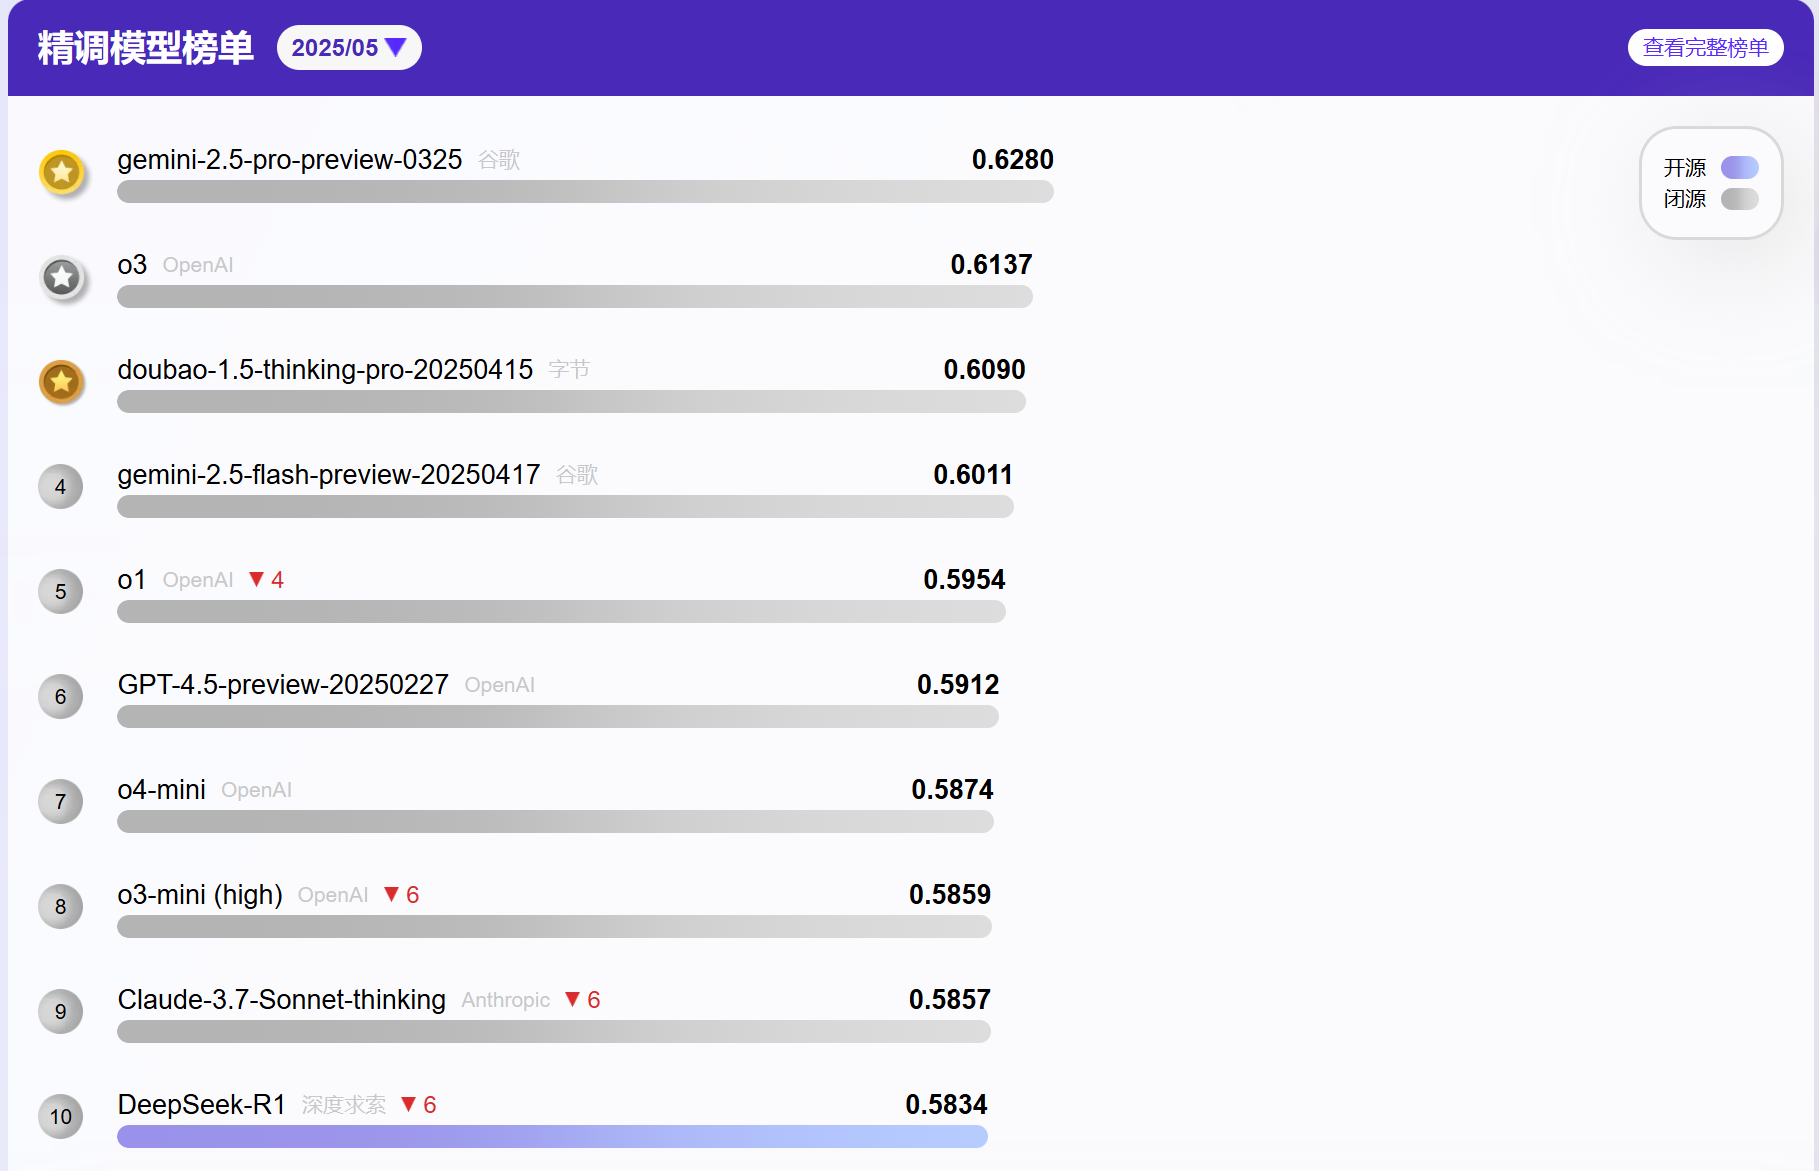 精调模型榜单 2025/05 ▼ 查看完整榜单
开源
闭源
gemini-2.5-pro-preview-0325 谷歌 0.6280
o3 OpenAI 0.6137
doubao-1.5-thinking-pro-20250415 字节 0.6090
4 gemini-2.5-flash-preview-20250417 谷歌 0.6011
5 o1 OpenAI ▼ 4 0.5954
6 GPT-4.5-preview-20250227 OpenAI 0.5912
7 o4-mini OpenAI 0.5874
8 o3-mini (high) OpenAI ▼ 6 0.5859
9 Claude-3.7-Sonnet-thinking Anthropic ▼ 6 0.5857
10 DeepSeek-R1 深度求索 ▼ 6 0.5834